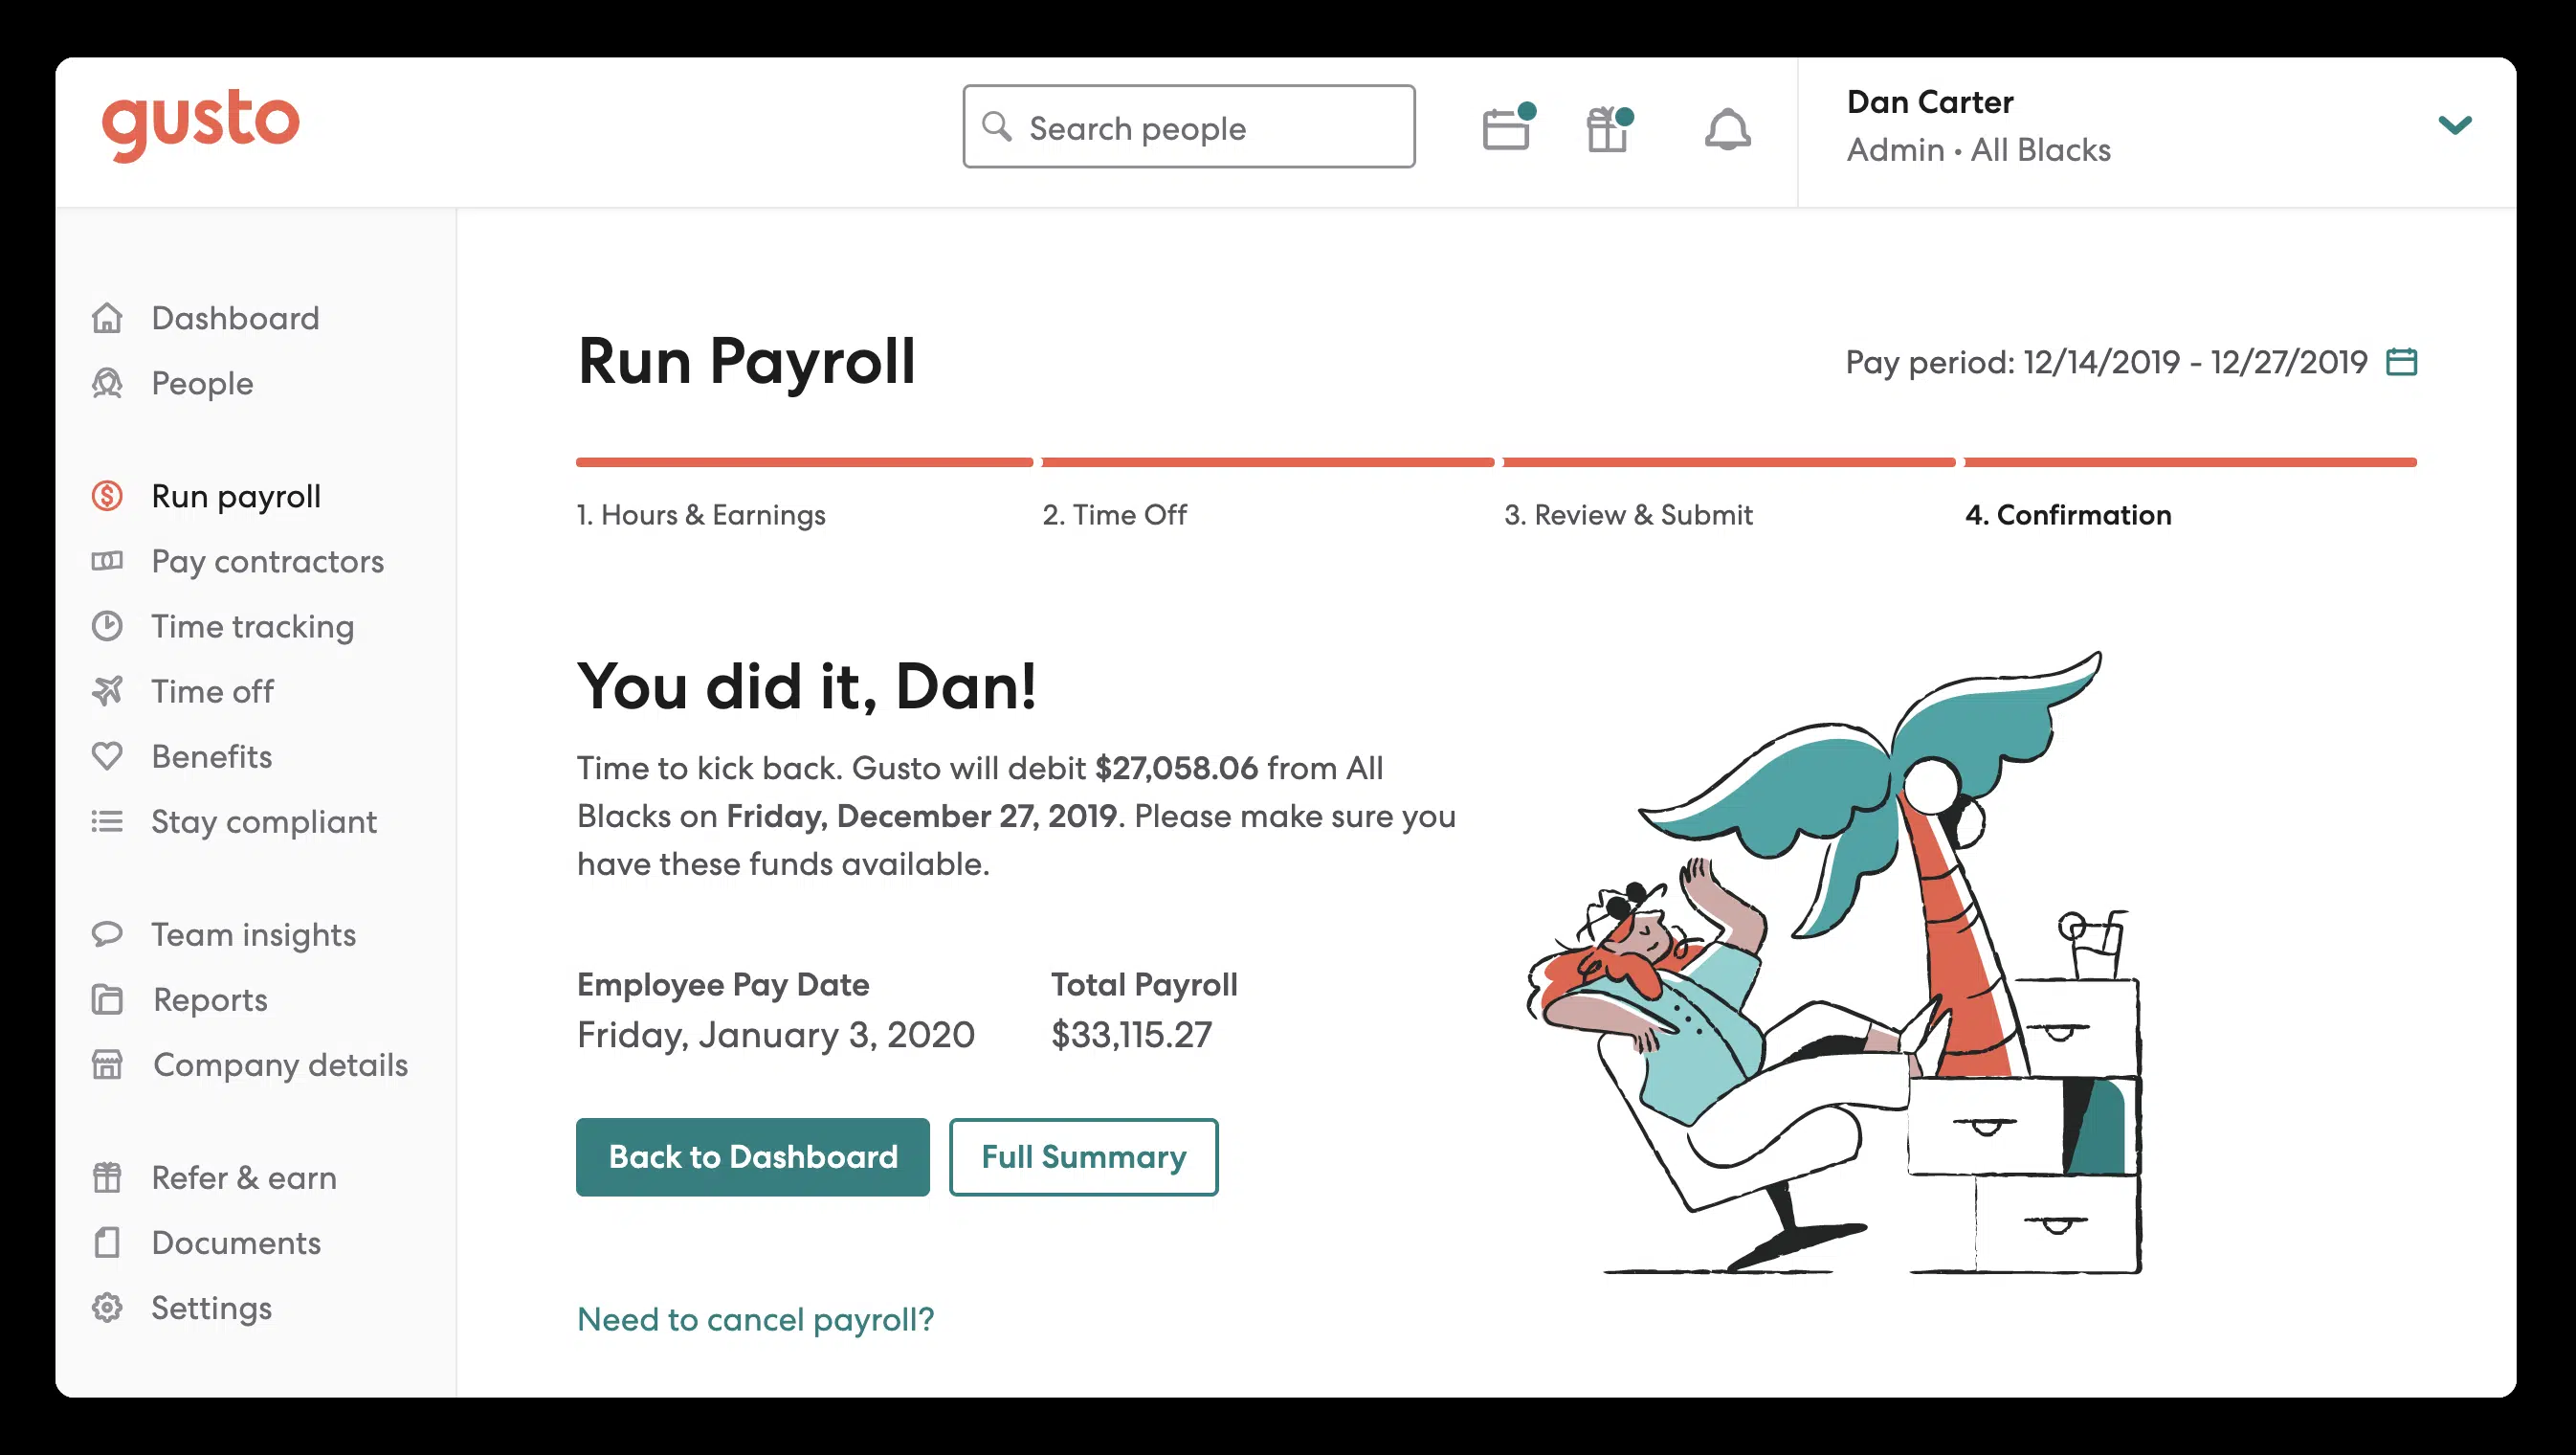 gusto
Search people
Dan Carter
Admin • All Blacks
Dashboard
People
Run payroll
Pay contractors
Time tracking
Time off
Benefits
Stay compliant
Team insights
Reports
Company details
Refer & earn
Documents
Settings
Run Payroll
Pay period: 12/14/2019 - 12/27/2019
1. Hours & Earnings
2. Time Off
3. Review & Submit
4. Confirmation
You did it, Dan!
Time to kick back. Gusto will debit $27,058.06 from All
Blacks on Friday, December 27, 2019. Please make sure you
have these funds available.
Employee Pay Date
Friday, January 3, 2020
Total Payroll
$33,115.27
Back to Dashboard
Full Summary
Need to cancel payroll?